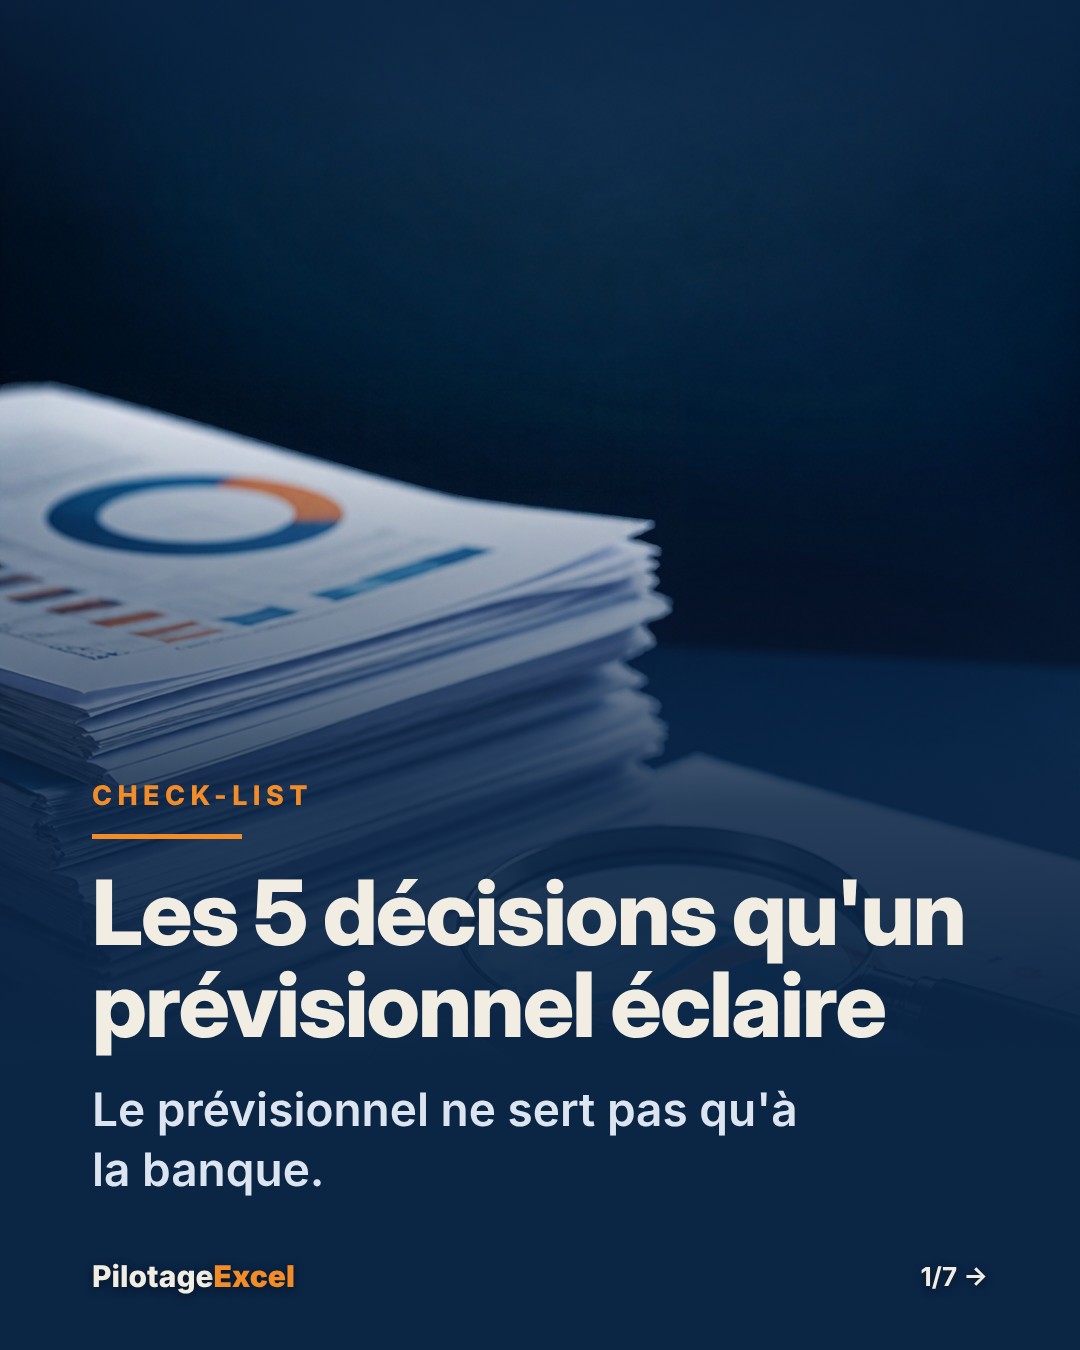 CHECK-LIST
Les 5 décisions qu'un
prévisionnel éclaire
Le prévisionnel ne sert pas qu'à
la banque.
PilotageExcel
1/7 →